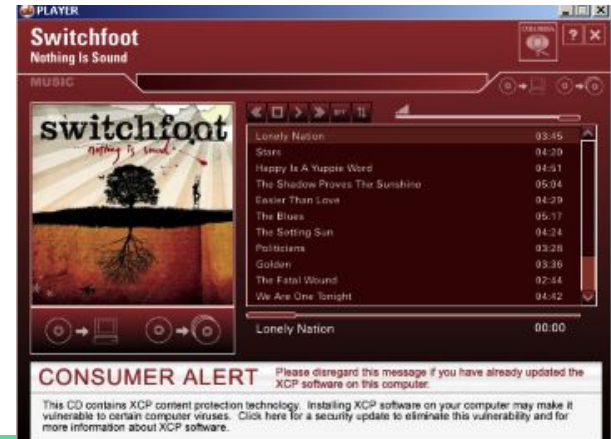 PLAYER
Switchfoot
Nothing Is Sound
COLUMBIA
? X
MUSIC
switchfoot
nothing is sound
Lonely Nation 03:45
Stars 04:20
Happy Is A Yuppie Word 04:51
The Shadow Proves The Sunshine 05:04
Easier Than Love 04:29
The Blues 05:17
The Setting Sun 04:24
Politicians 03:28
Golden 03:36
The Fatal Wound 02:44
We Are One Tonight 04:42
Lonely Nation 00:00
CONSUMER ALERT
Please disregard this message if you have already updated the
XCP software on this computer.
This CD contains XCP content protection technology. Installing XCP software on your computer may make it
vulnerable to certain computer viruses. Click here for a security update to eliminate this vulnerability and for
more information about XCP software.